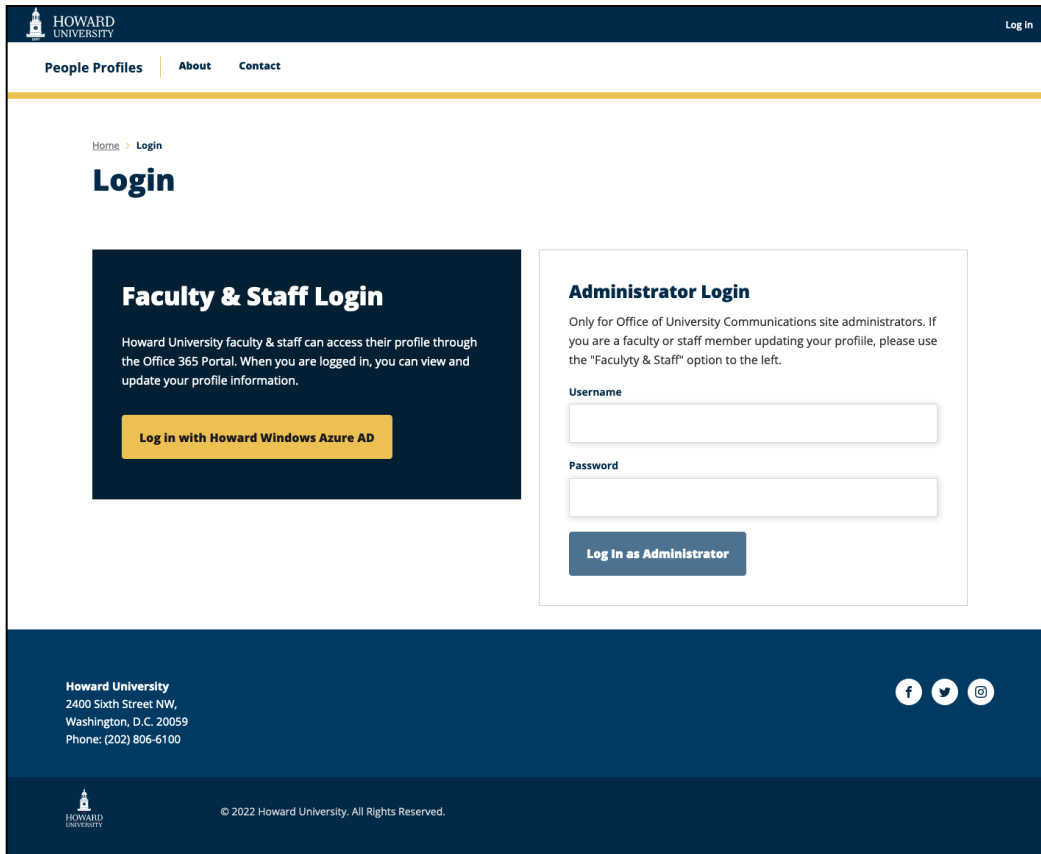 HOWARD
UNIVERSITY
1867
Log in
People Profiles
About
Contact
Home > Login
Login
Faculty & Staff Login
Howard University faculty & staff can access their profile through
the Office 365 Portal. When you are logged in, you can view and
update your profile information.
Log in with Howard Windows Azure AD
Administrator Login
Only for Office of University Communications site administrators. If
you are a faculty or staff member updating your profiile, please use
the "Faculyty & Staff" option to the left.
Username
Password
Log In as Administrator
Howard University
2400 Sixth Street NW,
Washington, D.C. 20059
Phone: (202) 806-6100
HOWARD
UNIVERSITY
© 2022 Howard University. All Rights Reserved.